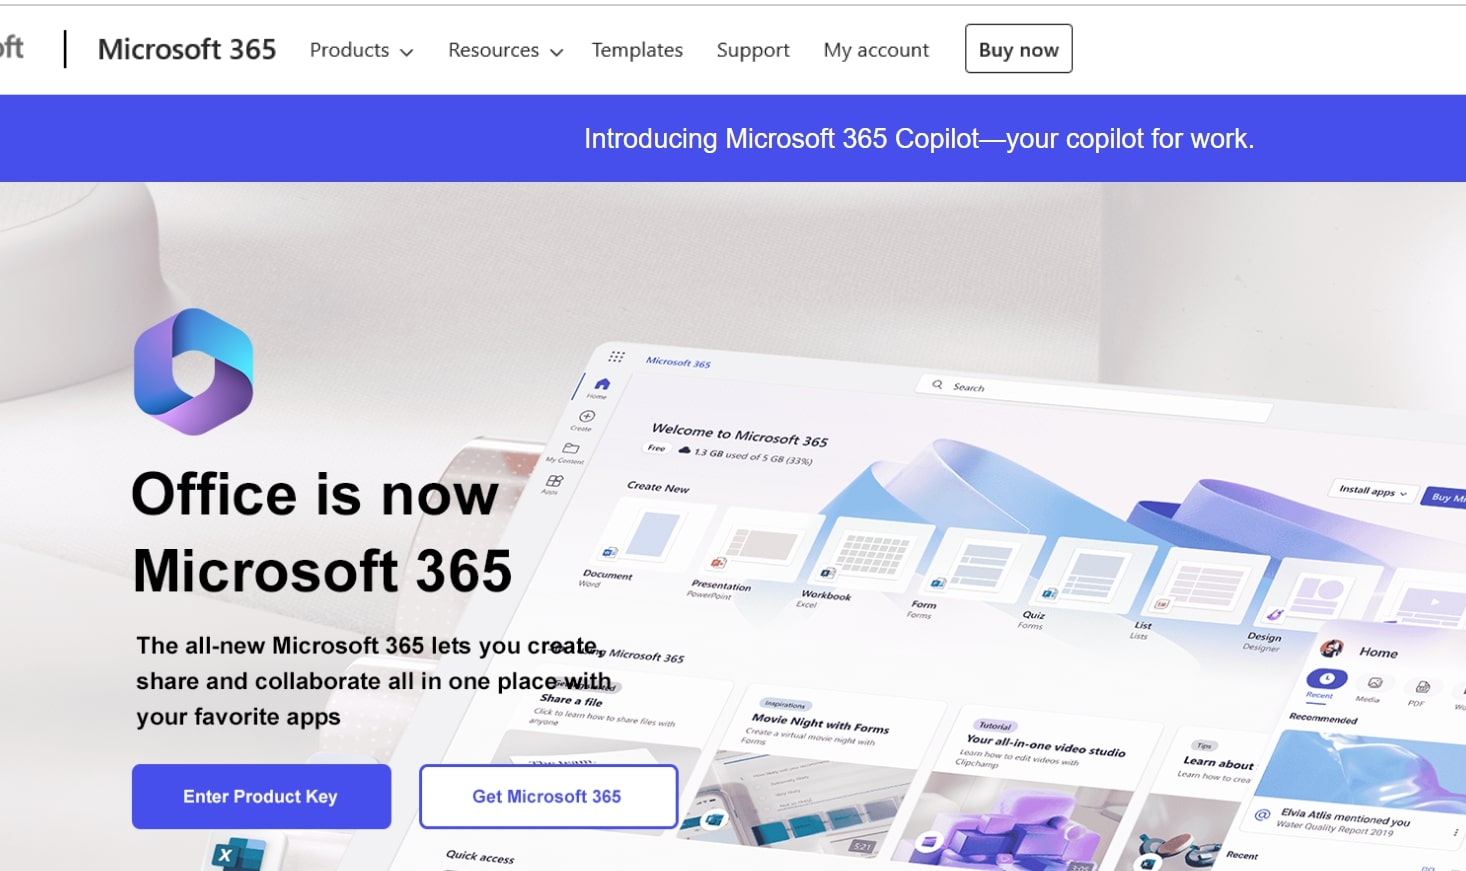 oft
Microsoft 365
Products
Resources
Templates
Support
My account
Buy now
Introducing Microsoft 365 Copilot—your copilot for work.
Microsoft 365
Search
Home
Create
My Content
Apps
Welcome to Microsoft 365
Free 1.3 GB used of 5 GB (33%)
Install apps
Buy
Create New
Document
Word
Presentation
PowerPoint
Workbook
Excel
Form
Forms
Quiz
Forms
List
Lists
Design
Designer
Office is now
Microsoft 365
The all-new Microsoft 365 lets you create,
share and collaborate all in one place with
your favorite apps
Enter Product Key
Get Microsoft 365
Microsoft 365
Share a file
Click to learn how to share files with
anyone
Inspirations
Movie Night with Forms
Create a virtual movie night with
Forms
5:21
Tutorial
Your all-in-one video studio
Learn how to edit videos with
Clipchamp
3:05
Tips
Learn about
Learn how to
Home
Recent
Media
PDF
Recommended
@ Elvia Atlis mentioned you
Water Quality Report 2019
Recent
Quick access
X